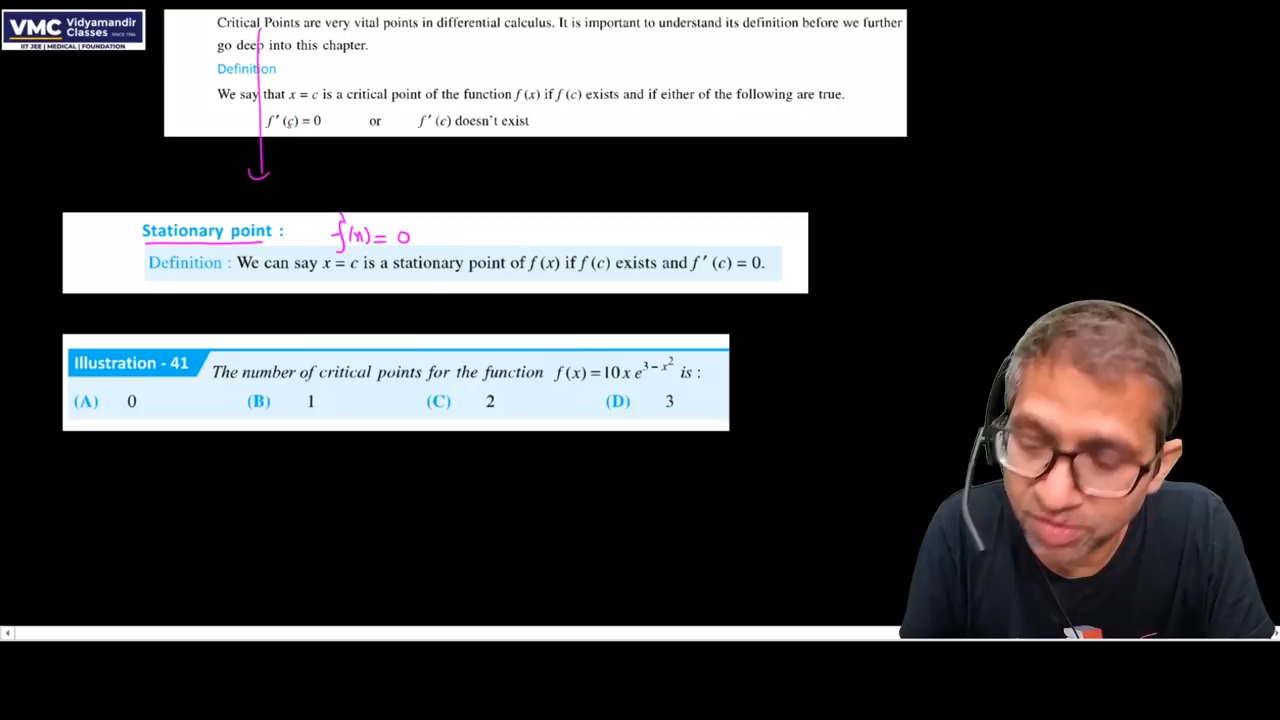 VMC Vidyamandir
Classes SINCE 1986
IIT JEE | MEDICAL | FOUNDATION
Critical Points are very vital points in differential calculus. It is important to understand its definition before we further
go deep into this chapter.
Definition
We say that x = c is a critical point of the function f (x) if f (c) exists and if either of the following are true.
f ′ (c) = 0 or f ′ (c) doesn't exist
Stationary point : f'(x) = 0
Definition : We can say x = c is a stationary point of f (x) if f (c) exists and f ′ (c) = 0.
Illustration - 41 The number of critical points for the function f (x) = 10 x e^{3 – x^2} is :
(A) 0 (B) 1 (C) 2 (D) 3